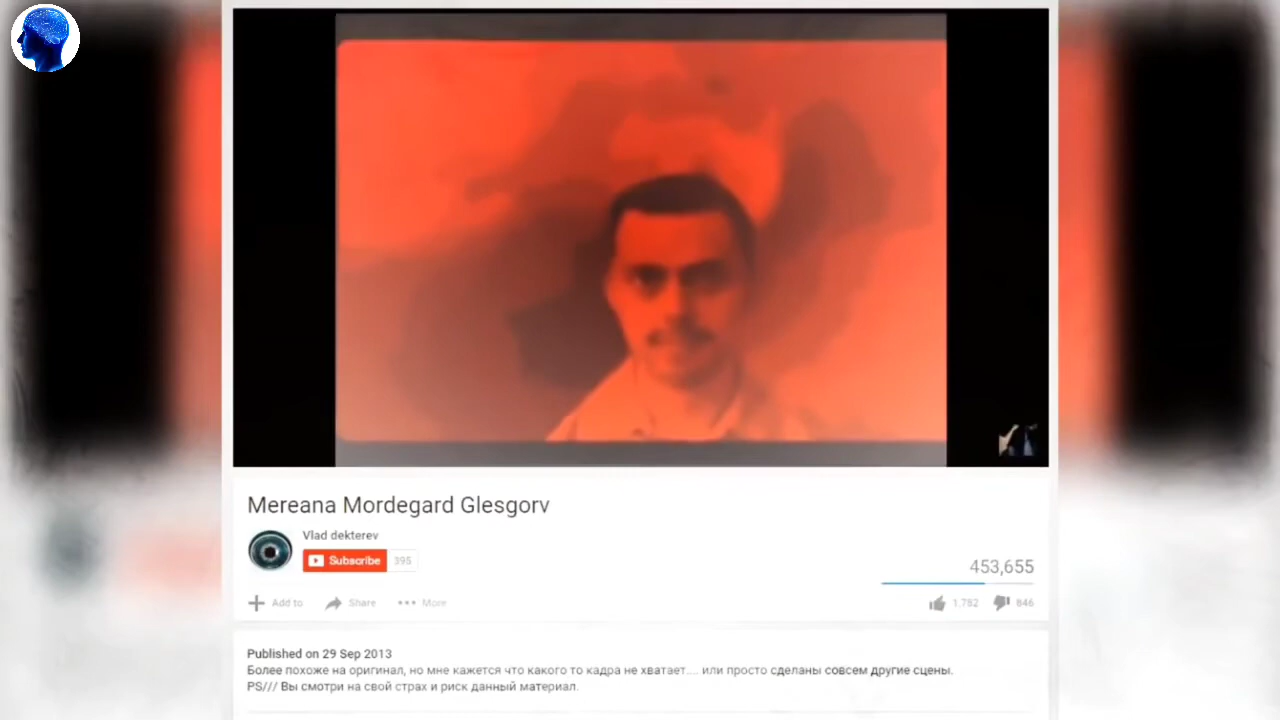 Mereana Mordegard Glesgorv
Vlad dekterev
Subscribe 395
453,655
Add to Share More 1,782 846
Published on 29 Sep 2013
Более похоже на оригинал, но мне кажется что какого то кадра не хватает.... или просто сделаны совсем другие сцены.
PS/// Вы смотри на свой страх и риск данный материал.